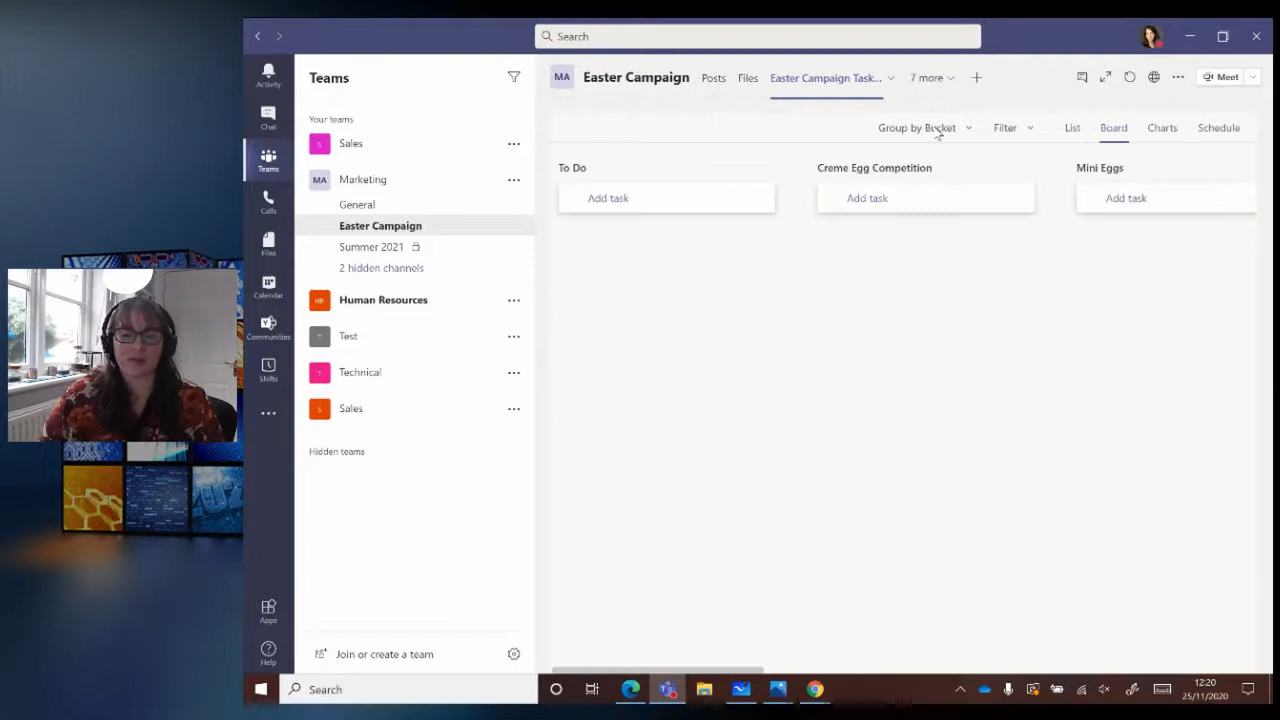 Search
Activity
Chat
Teams
Calls
Files
Calendar
Communities
Shifts
Apps
Help
Teams
Your teams
S Sales
MA Marketing
General
Easter Campaign
Summer 2021
2 hidden channels
HR Human Resources
T Test
T Technical
S Sales
Hidden teams
Join or create a team
MA Easter Campaign Posts Files Easter Campaign Task... 7 more Meet
Group by Bucket Filter List Board Charts Schedule
To Do Creme Egg Competition Mini Eggs
Add task Add task Add task
Search
12:20
25/11/2020